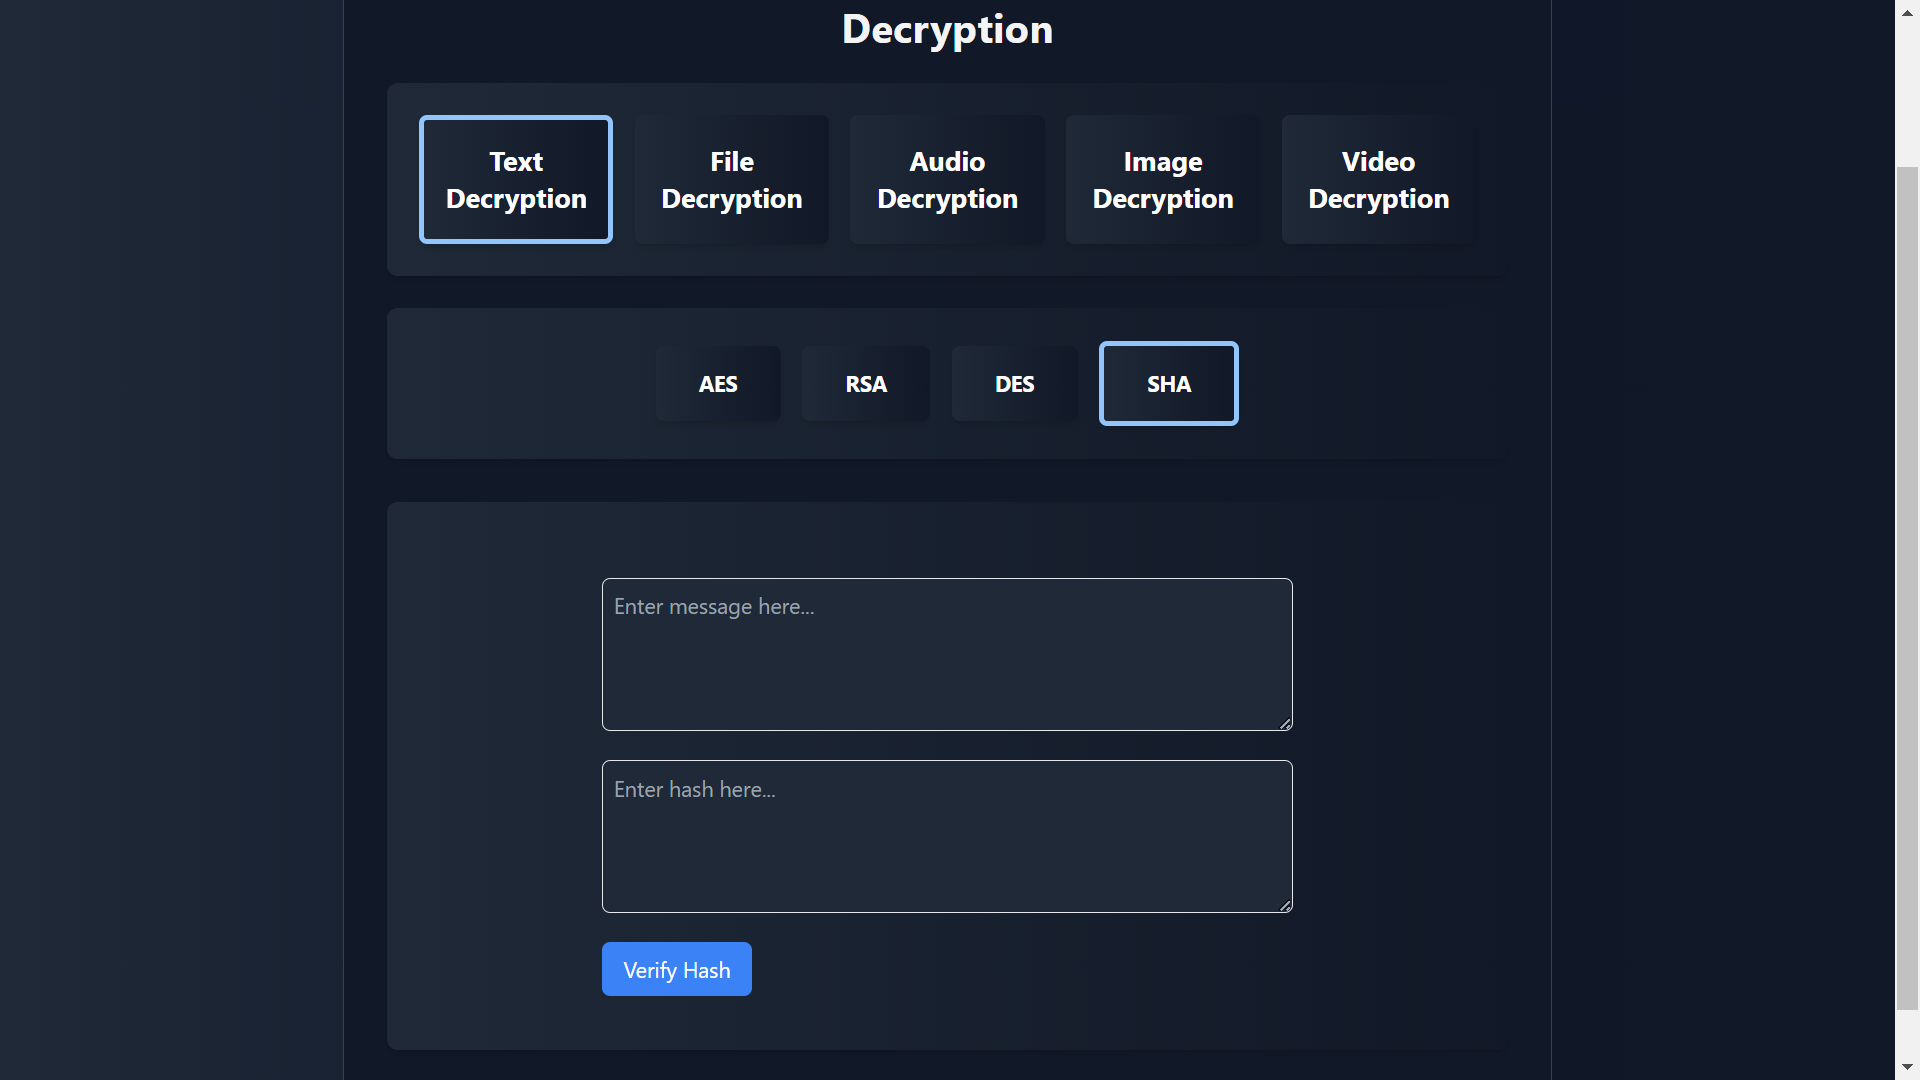 Decryption
Text
Decryption
File
Decryption
Audio
Decryption
Image
Decryption
Video
Decryption
AES
RSA
DES
SHA
Enter message here...
Enter hash here...
Verify Hash